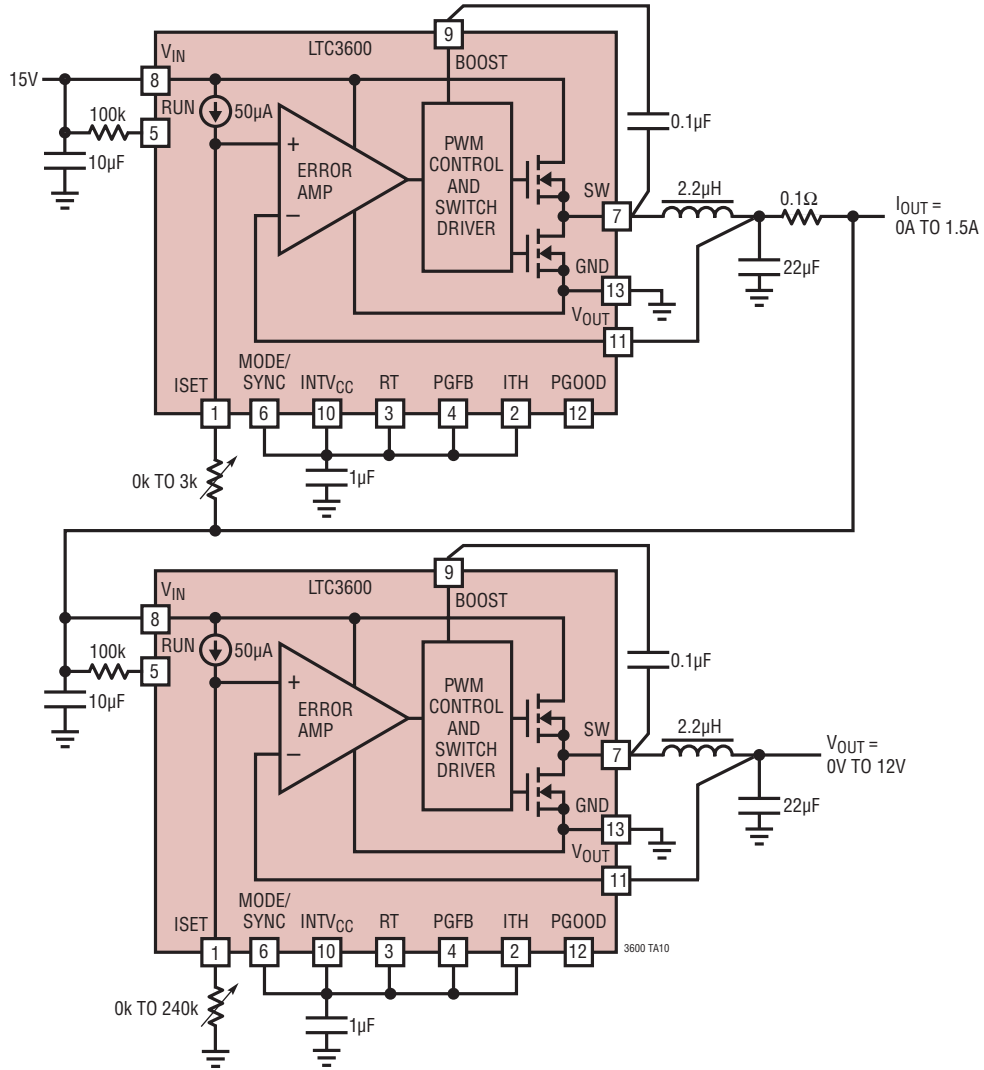 LTC3600
9
BOOST
VIN
15V
8
RUN
50µA
100k
5
10µF
+
ERROR
AMP
–
PWM
CONTROL
AND
SWITCH
DRIVER
0.1µF
SW
7
2.2µH
0.1Ω
IOUT =
0A TO 1.5A
22µF
GND
13
VOUT
11
ISET
MODE/
SYNC
INTVCC
RT
PGFB
ITH
PGOOD
1
6
10
3
4
2
12
0k TO 3k
1µF
LTC3600
9
BOOST
VIN
8
RUN
50µA
100k
5
10µF
+
ERROR
AMP
–
PWM
CONTROL
AND
SWITCH
DRIVER
0.1µF
SW
7
2.2µH
VOUT =
0V TO 12V
22µF
GND
13
VOUT
11
ISET
MODE/
SYNC
INTVCC
RT
PGFB
ITH
PGOOD
1
6
10
3
4
2
12
3600 TA10
0k TO 240k
1µF